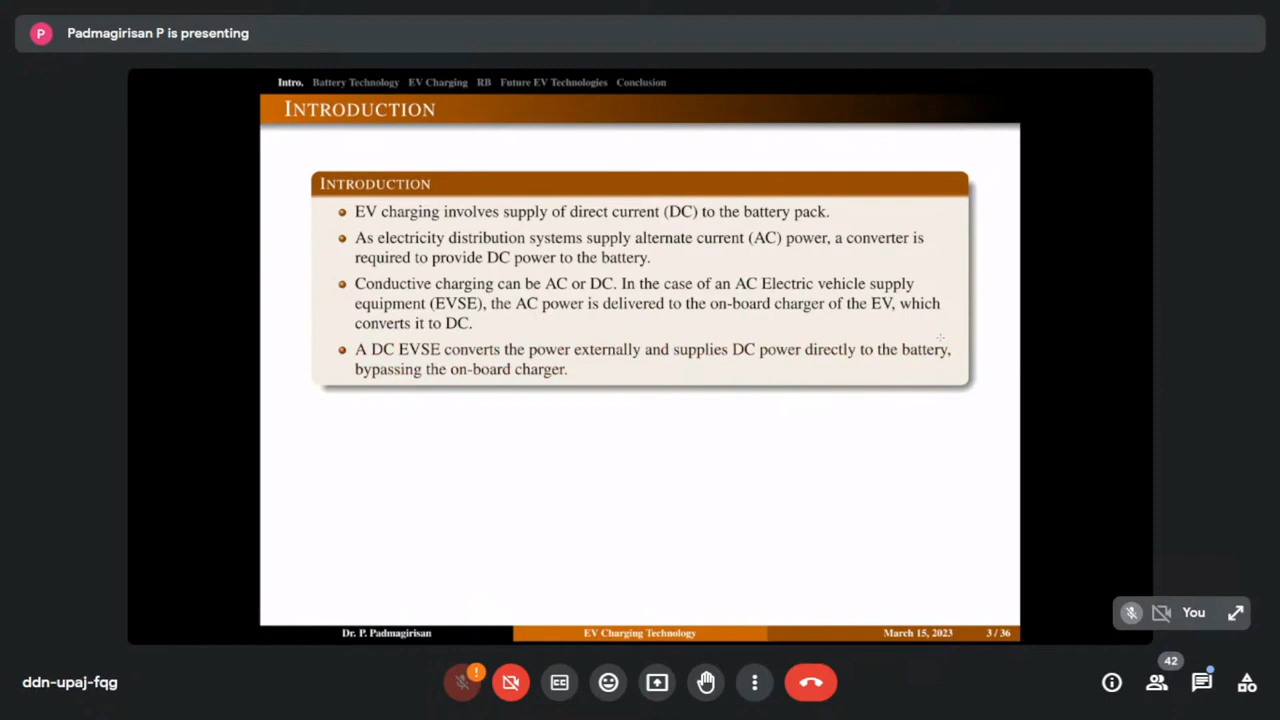 P Padmagirisan P is presenting
Intro. Battery Technology EV Charging RB Future EV Technologies Conclusion
INTRODUCTION
INTRODUCTION
EV charging involves supply of direct current (DC) to the battery pack.
As electricity distribution systems supply alternate current (AC) power, a converter is
required to provide DC power to the battery.
Conductive charging can be AC or DC. In the case of an AC Electric vehicle supply
equipment (EVSE), the AC power is delivered to the on-board charger of the EV, which
converts it to DC.
A DC EVSE converts the power externally and supplies DC power directly to the battery,
bypassing the on-board charger.
You
Dr. P. Padmagirisan EV Charging Technology March 15, 2023 3 / 36
42
ddn-upaj-fqg ! CC